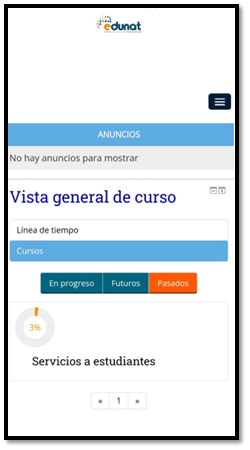 edunat
ANUNCIOS
No hay anuncios para mostrar
Vista general de curso
Línea de tiempo
Cursos
En progreso Futuros Pasados
3%
Servicios a estudiantes
« 1 »